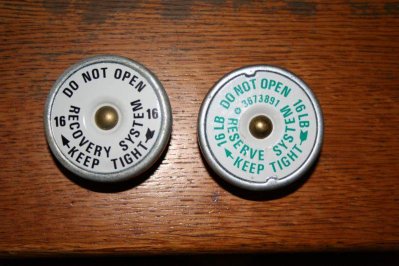 DO NOT OPEN
16 16
RECOVERY SYSTEM
KEEP TIGHT
DO NOT OPEN
16 LB 16 LB
3673891
RESERVE SYSTEM
KEEP TIGHT